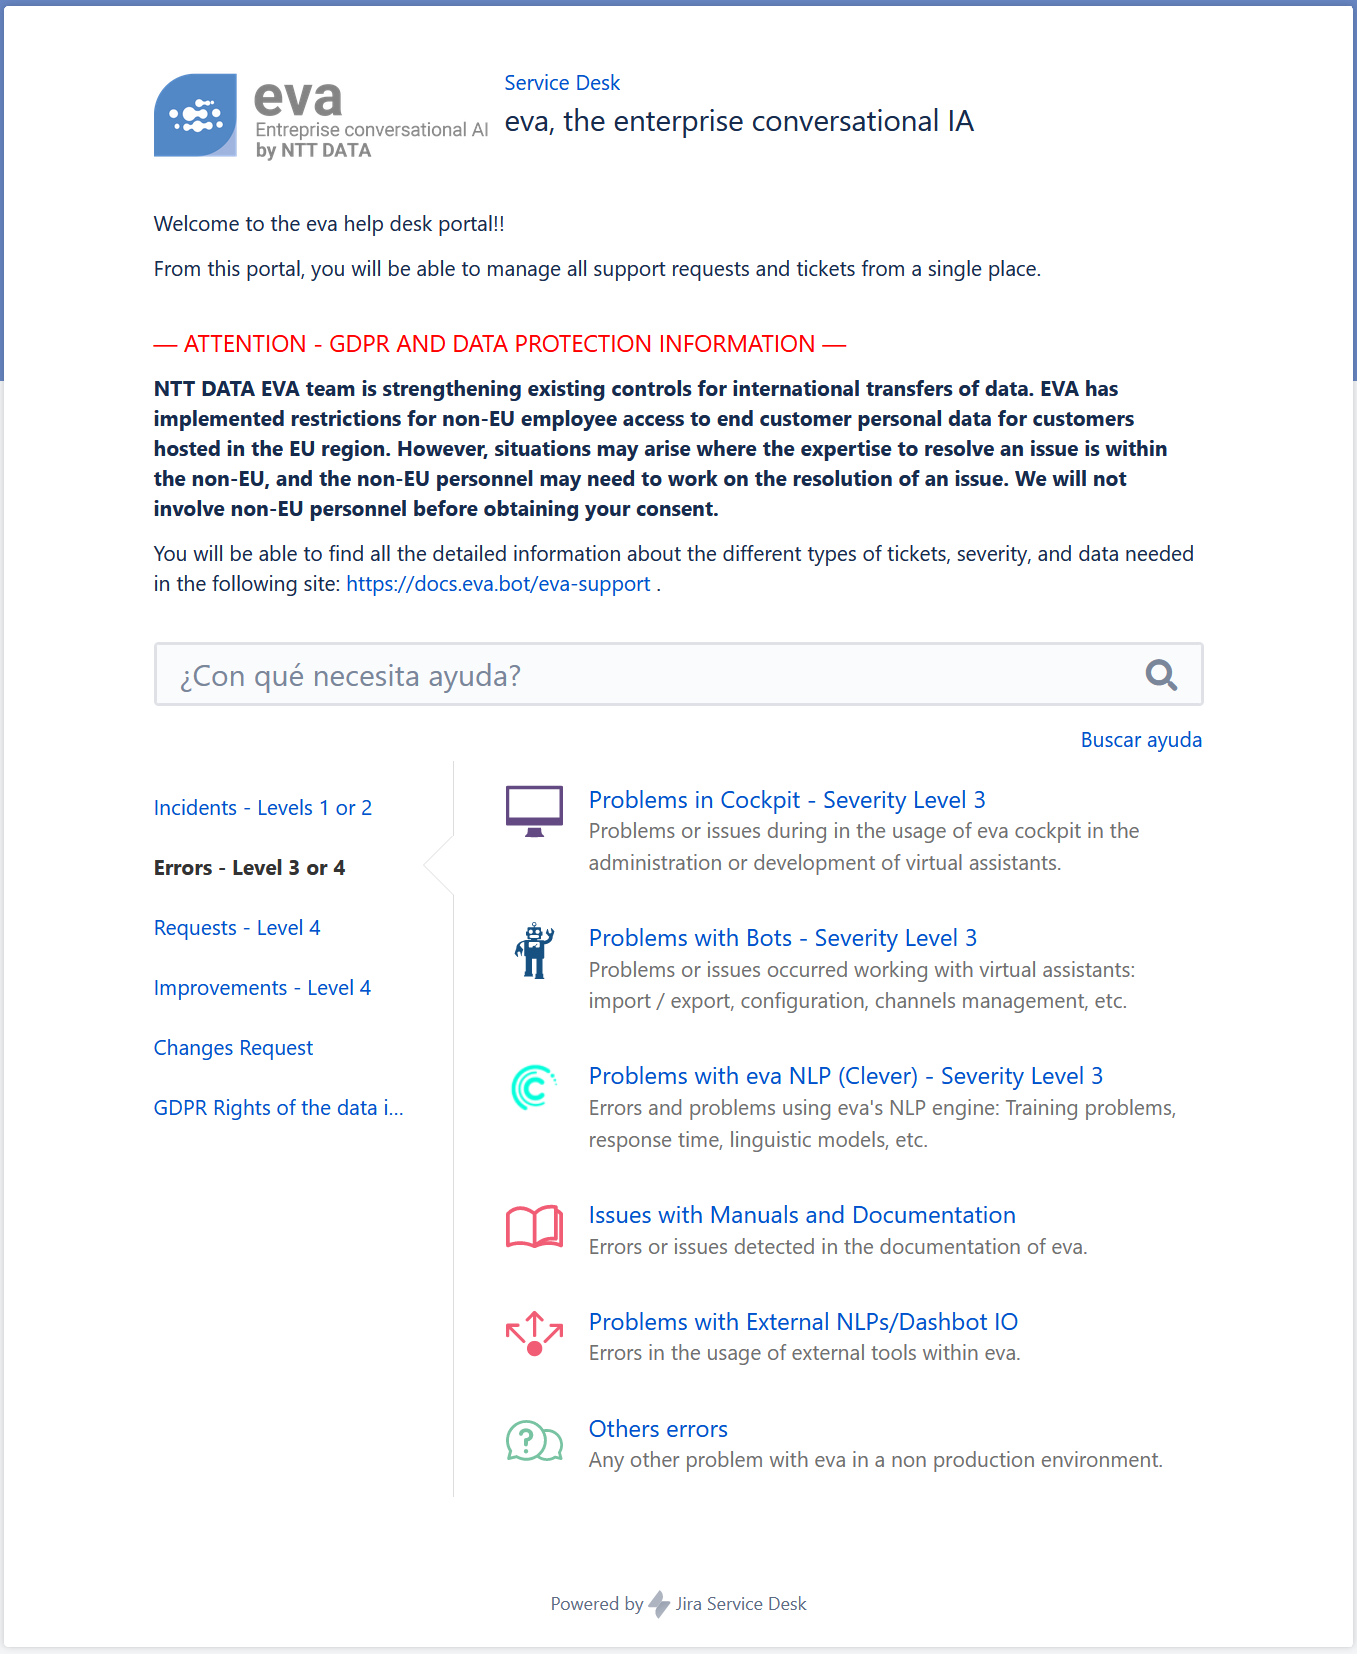 eva
Entreprise conversational AI
by NTT DATA
Service Desk
eva, the enterprise conversational IA
Welcome to the eva help desk portal!!
From this portal, you will be able to manage all support requests and tickets from a single place.
— ATTENTION - GDPR AND DATA PROTECTION INFORMATION —
NTT DATA EVA team is strengthening existing controls for international transfers of data. EVA has
implemented restrictions for non-EU employee access to end customer personal data for customers
hosted in the EU region. However, situations may arise where the expertise to resolve an issue is within
the non-EU, and the non-EU personnel may need to work on the resolution of an issue. We will not
involve non-EU personnel before obtaining your consent.
You will be able to find all the detailed information about the different types of tickets, severity, and data needed
in the following site: https://docs.eva.bot/eva-support .
¿Con qué necesita ayuda?
Buscar ayuda
Incidents - Levels 1 or 2
Errors - Level 3 or 4
Requests - Level 4
Improvements - Level 4
Changes Request
GDPR Rights of the data i...
Problems in Cockpit - Severity Level 3
Problems or issues during in the usage of eva cockpit in the
administration or development of virtual assistants.
Problems with Bots - Severity Level 3
Problems or issues occurred working with virtual assistants:
import / export, configuration, channels management, etc.
Problems with eva NLP (Clever) - Severity Level 3
Errors and problems using eva's NLP engine: Training problems,
response time, linguistic models, etc.
Issues with Manuals and Documentation
Errors or issues detected in the documentation of eva.
Problems with External NLPs/Dashbot IO
Errors in the usage of external tools within eva.
Others errors
Any other problem with eva in a non production environment.
Powered by Jira Service Desk